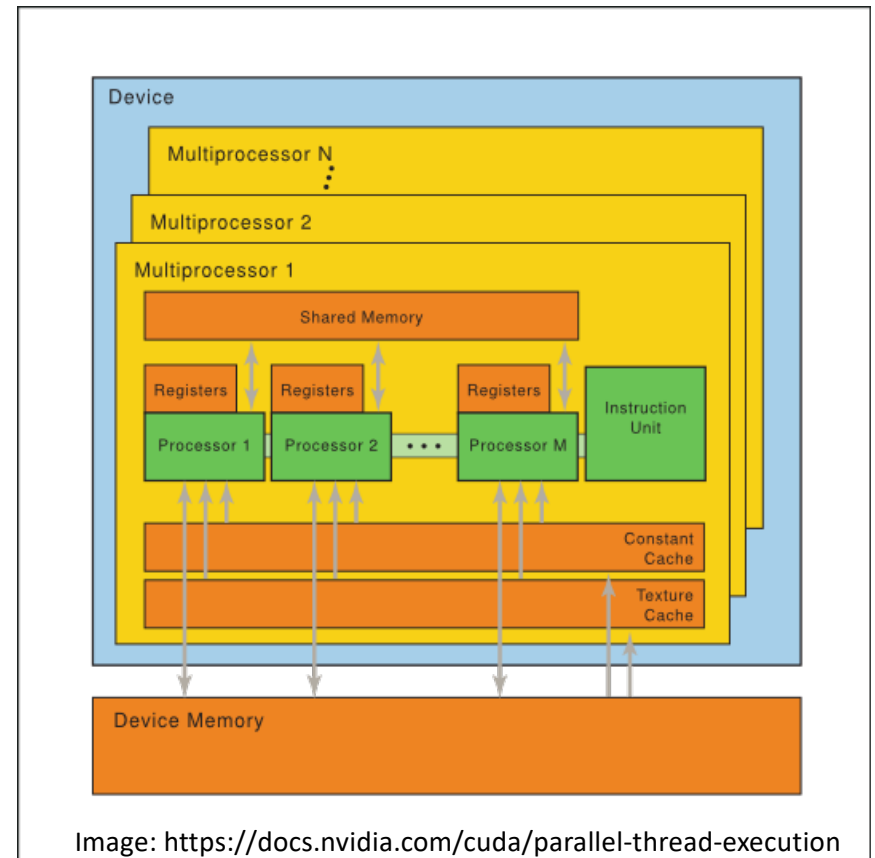 Device
Multiprocessor N
Multiprocessor 2
Multiprocessor 1
Shared Memory
Registers
Registers
Registers
Instruction
Unit
Processor 1
Processor 2
Processor M
Constant
Cache
Texture
Cache
Device Memory
Image: https://docs.nvidia.com/cuda/parallel-thread-execution